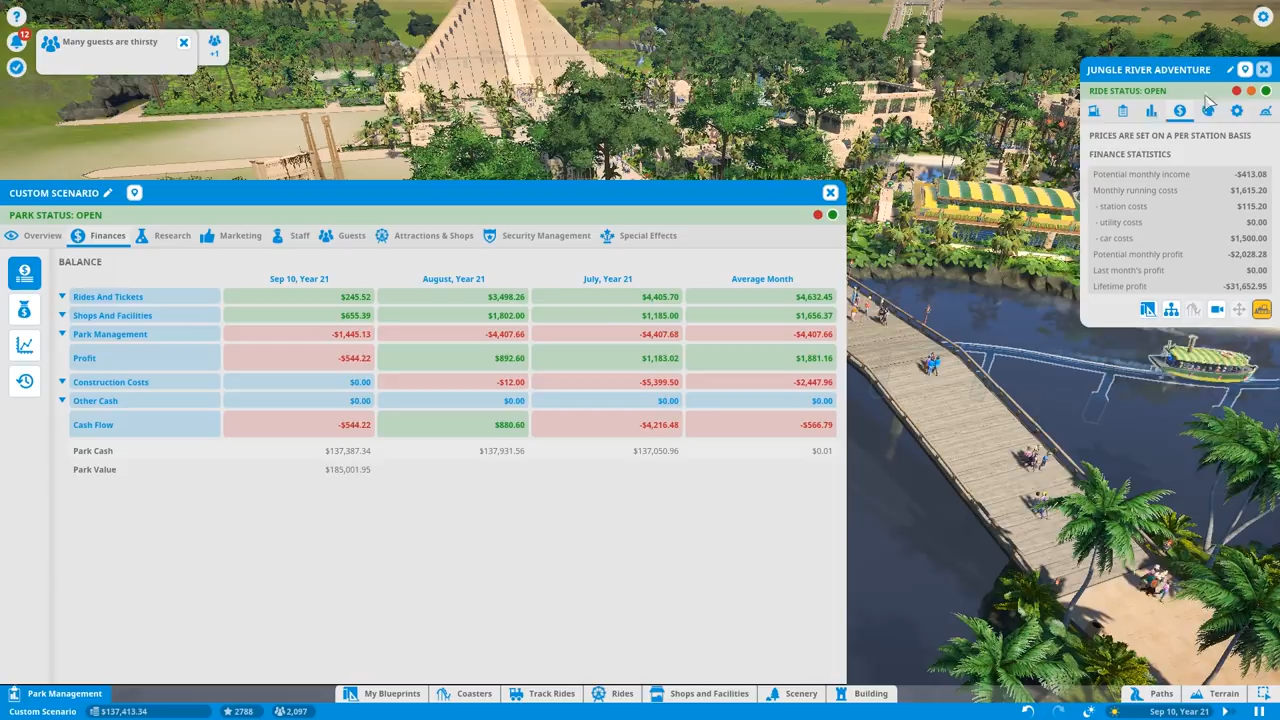 ?
12
Many guests are thirsty
+1
JUNGLE RIVER ADVENTURE
RIDE STATUS: OPEN
PRICES ARE SET ON A PER STATION BASIS
FINANCE STATISTICS
Potential monthly income -$413.08
Monthly running costs $1,615.20
- station costs $115.20
- utility costs $0.00
- car costs $1,500.00
Potential monthly profit -$2,028.28
Last month's profit $0.00
Lifetime profit -$31,652.95
CUSTOM SCENARIO
PARK STATUS: OPEN
Overview Finances Research Marketing Staff Guests Attractions & Shops Security Management Special Effects
BALANCE
Sep 10, Year 21 August, Year 21 July, Year 21 Average Month
Rides And Tickets $245.52 $3,498.26 $4,405.70 $4,632.45
Shops And Facilities $655.39 $1,802.00 $1,185.00 $1,656.37
Park Management -$1,445.13 -$4,407.66 -$4,407.68 -$4,407.66
Profit -$544.22 $892.60 $1,183.02 $1,881.16
Construction Costs $0.00 -$12.00 -$5,399.50 -$2,447.96
Other Cash $0.00 $0.00 $0.00 $0.00
Cash Flow -$544.22 $880.60 -$4,216.48 -$566.79
Park Cash $137,387.34 $137,931.56 $137,050.96 $0.01
Park Value $185,001.95
Park Management My Blueprints Coasters Track Rides Rides Shops and Facilities Scenery Building Paths Terrain
Custom Scenario $137,413.34 2788 2,097 Sep 10, Year 21